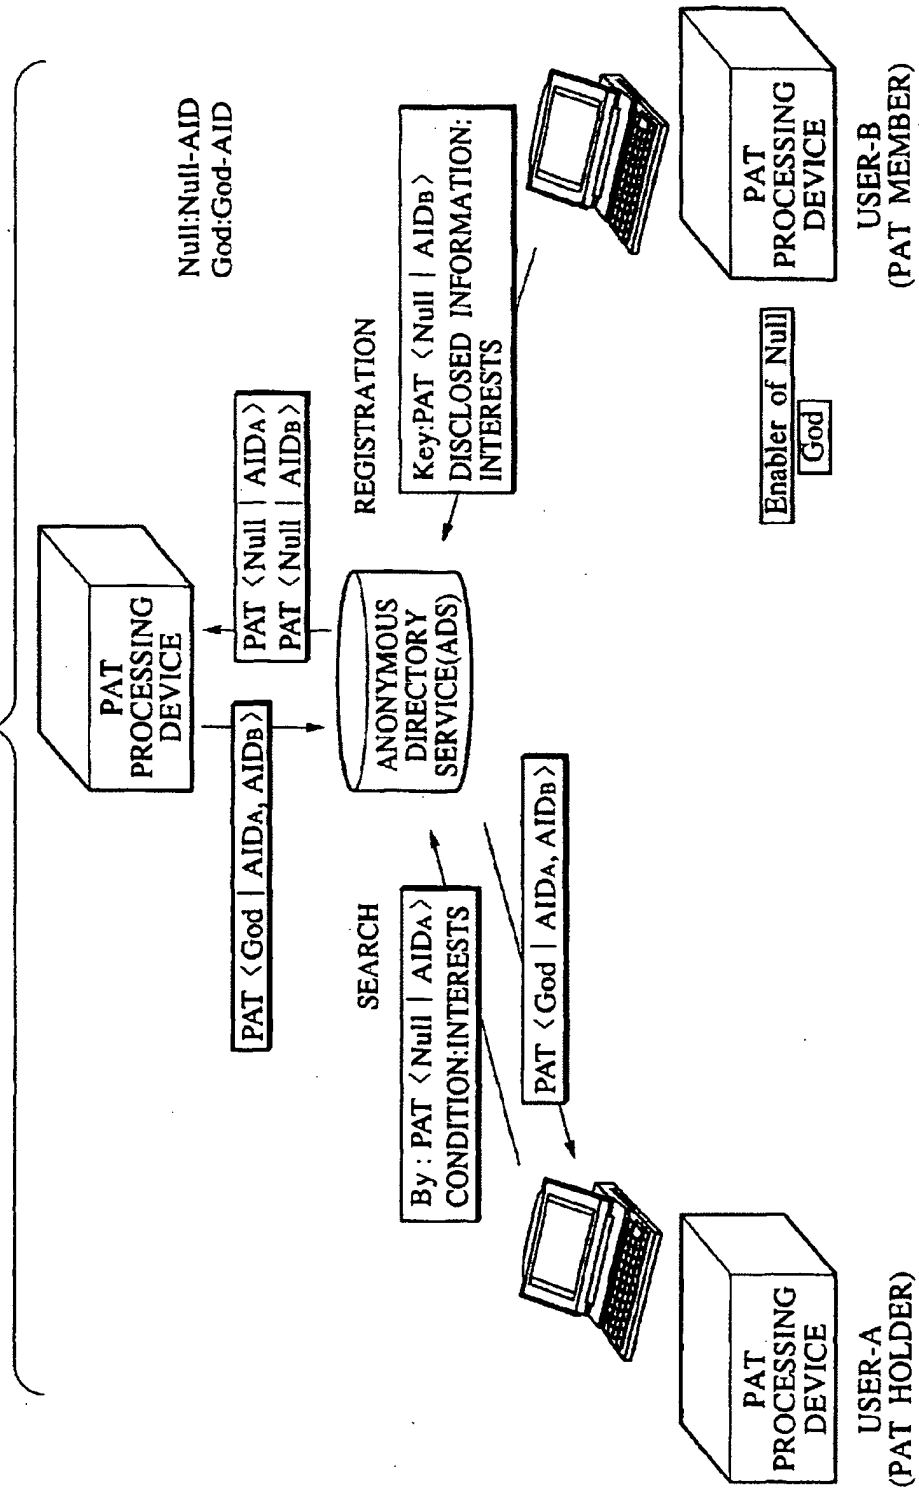 Null:Null-AID
God:God-AID
PAT
PROCESSING
DEVICE
PAT <God | AIDA, AIDB>
PAT <Null | AIDA>
PAT <Null | AIDB>
SEARCH
REGISTRATION
ANONYMOUS
DIRECTORY
SERVICE(ADS)
By : PAT <Null | AIDA>
CONDITION:INTERESTS
Key:PAT <Null | AIDB>
DISCLOSED INFORMATION:
INTERESTS
PAT <God | AIDA, AIDB>
PAT
PROCESSING
DEVICE
USER-A
(PAT HOLDER)
Enabler of Null
God
PAT
PROCESSING
DEVICE
USER-B
(PAT MEMBER)